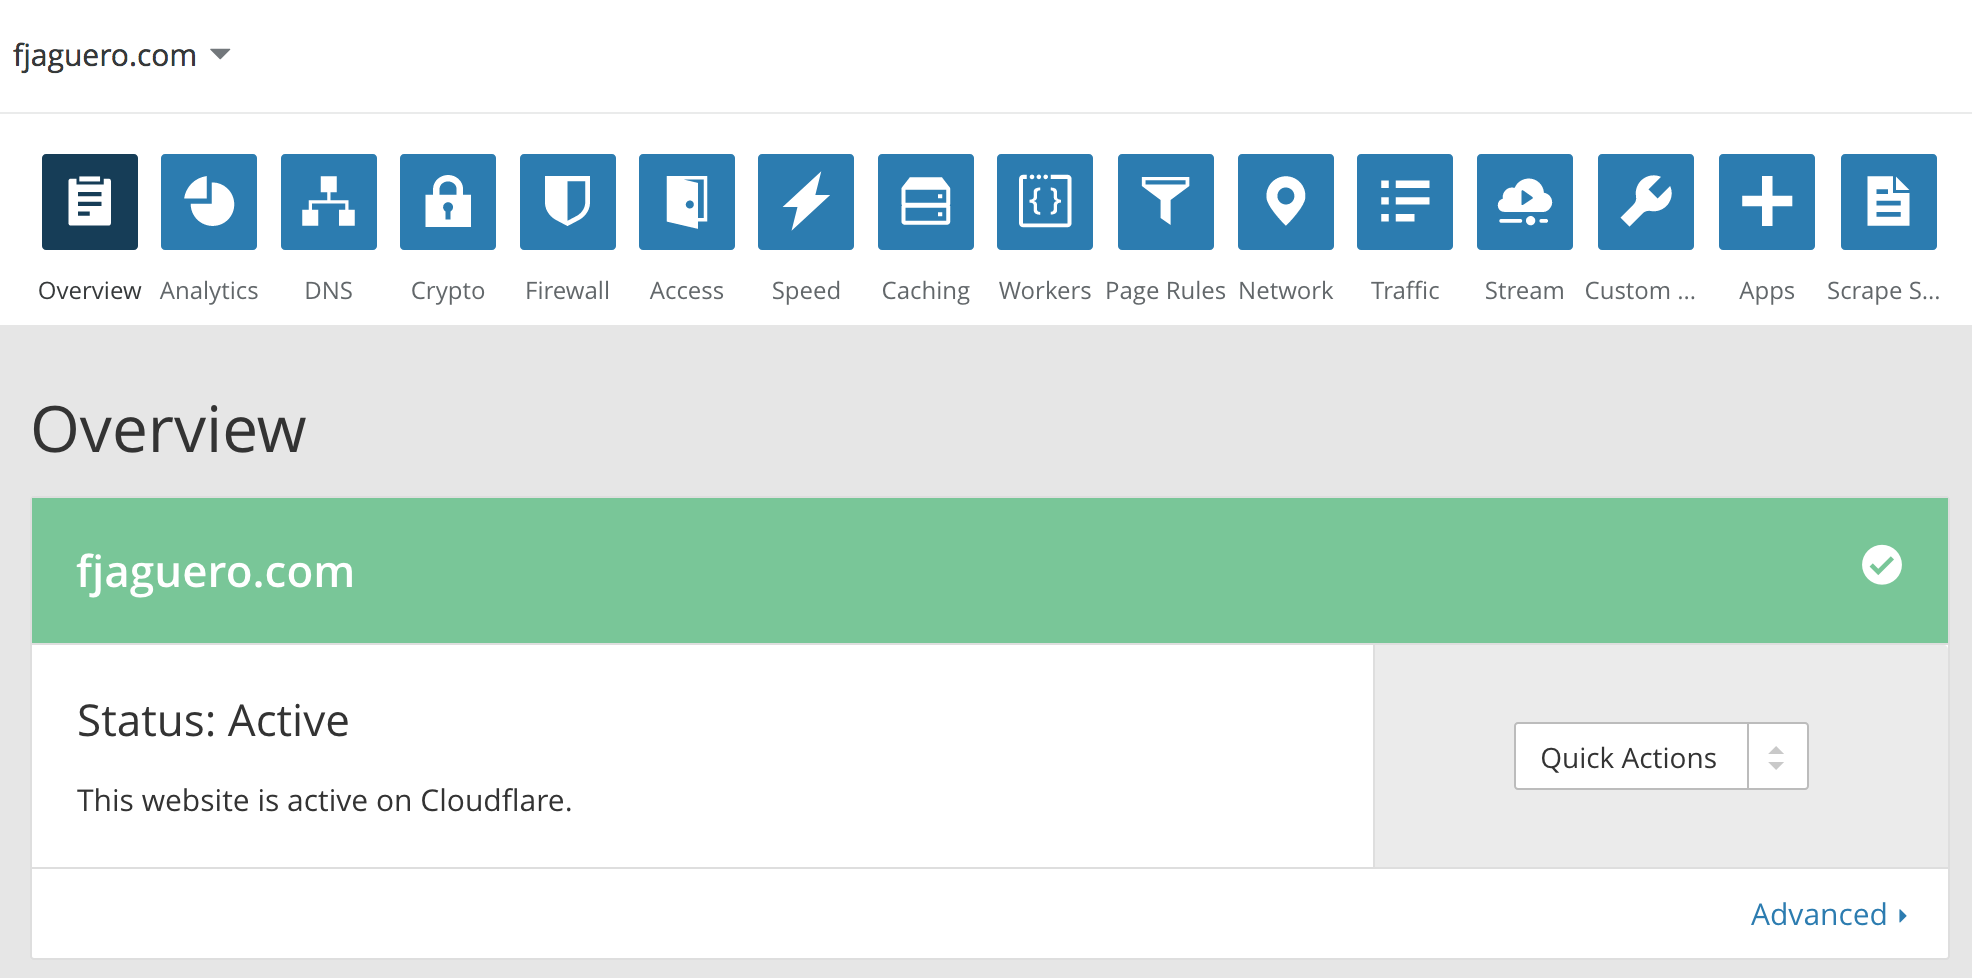 fjaguero.com
Overview Analytics DNS Crypto Firewall Access Speed Caching Workers Page Rules Network Traffic Stream Custom ... Apps Scrape S...
Overview
fjaguero.com
Status: Active
Quick Actions
This website is active on Cloudflare.
Advanced